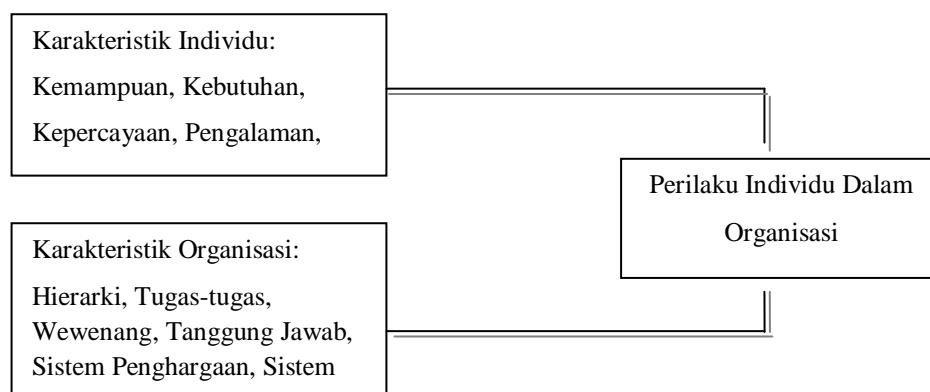 Karakteristik Individu:
Kemampuan, Kebutuhan,
Kepercayaan, Pengalaman,
Perilaku Individu Dalam
Organisasi
Karakteristik Organisasi:
Hierarki, Tugas-tugas,
Wewenang, Tanggung Jawab,
Sistem Penghargaan, Sistem